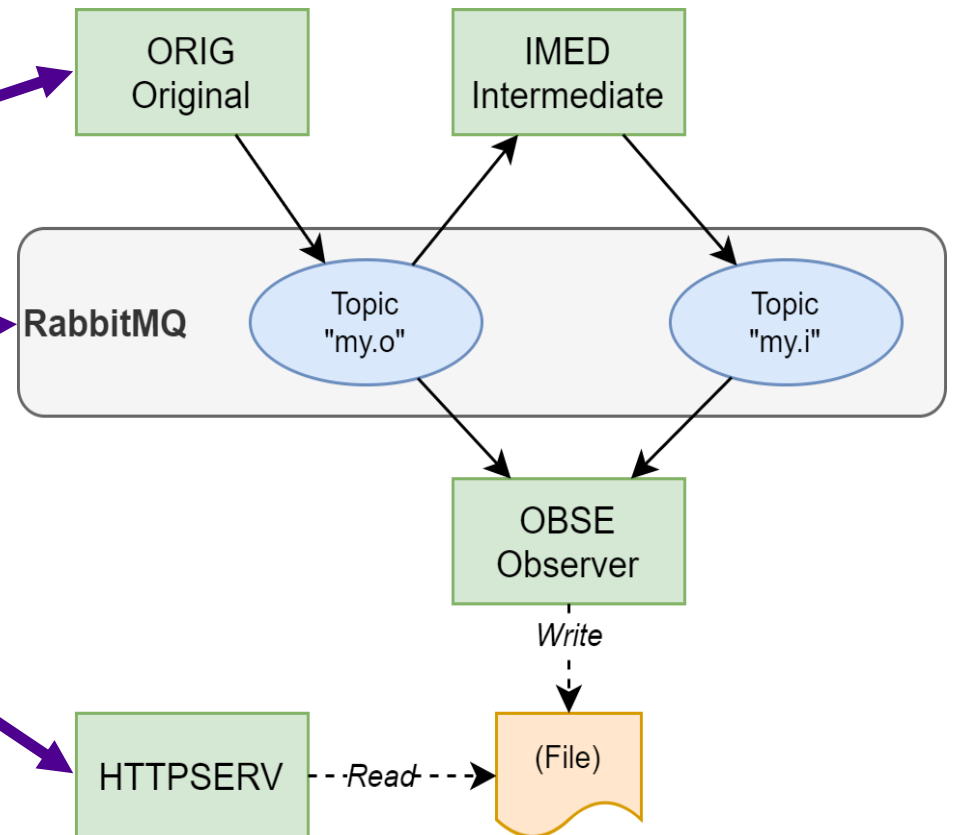 ORIG
Original
IMED
Intermediate
RabbitMQ
Topic
"my.o"
Topic
"my.i"
OBSE
Observer
Write
HTTPSERV
Read
(File)